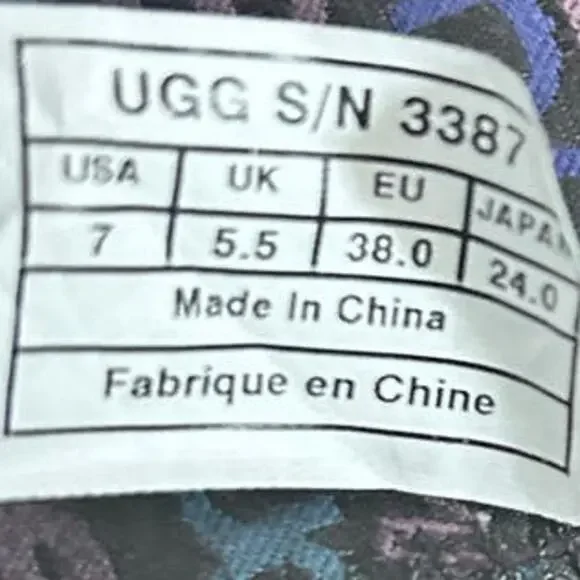 UGG S/N 3387
USA UK EU JAPAN
7 5.5 38.0 24.0
Made In China
Fabrique en Chine